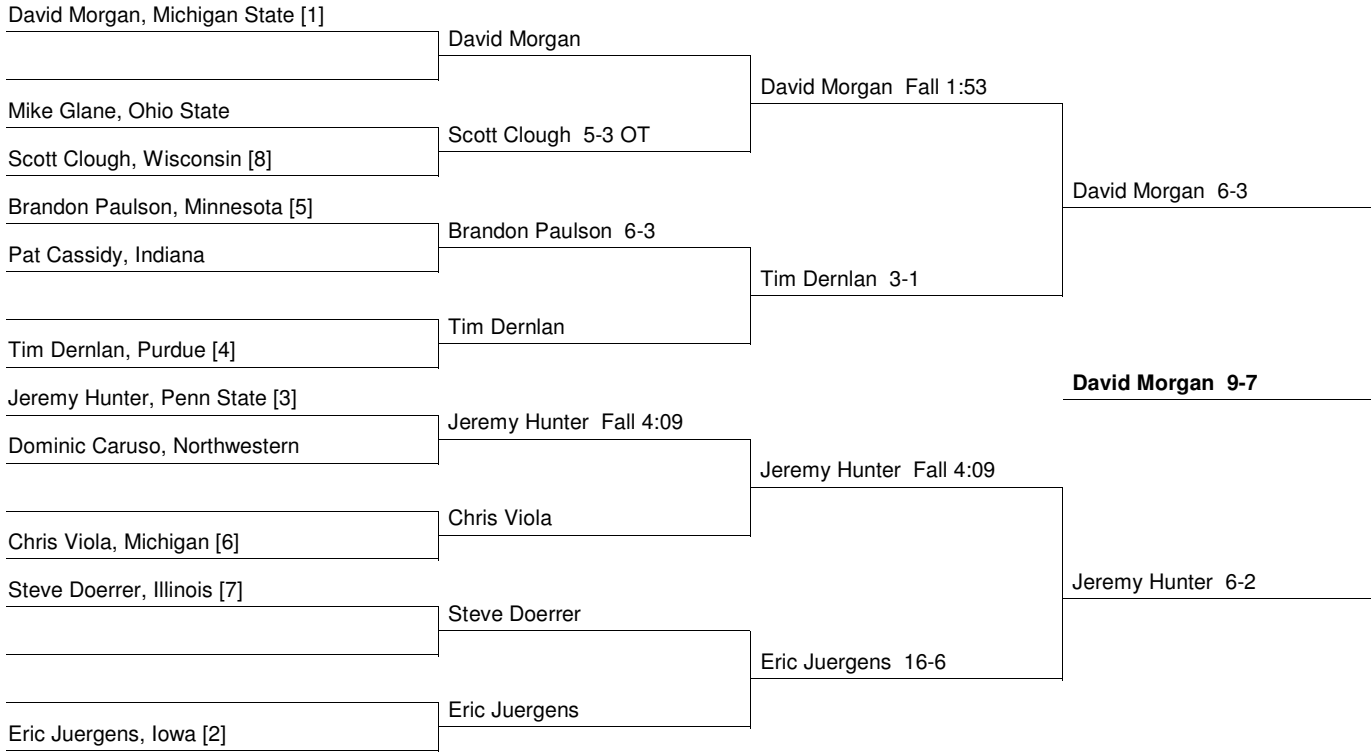 David Morgan, Michigan State [1]
David Morgan
David Morgan Fall 1:53
Mike Glane, Ohio State
Scott Clough 5-3 OT
Scott Clough, Wisconsin [8]
David Morgan 6-3
Brandon Paulson, Minnesota [5]
Brandon Paulson 6-3
Pat Cassidy, Indiana
Tim Dernlan 3-1
Tim Dernlan
Tim Dernlan, Purdue [4]
David Morgan 9-7
Jeremy Hunter, Penn State [3]
Jeremy Hunter Fall 4:09
Dominic Caruso, Northwestern
Jeremy Hunter Fall 4:09
Chris Viola
Chris Viola, Michigan [6]
Jeremy Hunter 6-2
Steve Doerrer, Illinois [7]
Steve Doerrer
Eric Juergens 16-6
Eric Juergens
Eric Juergens, Iowa [2]